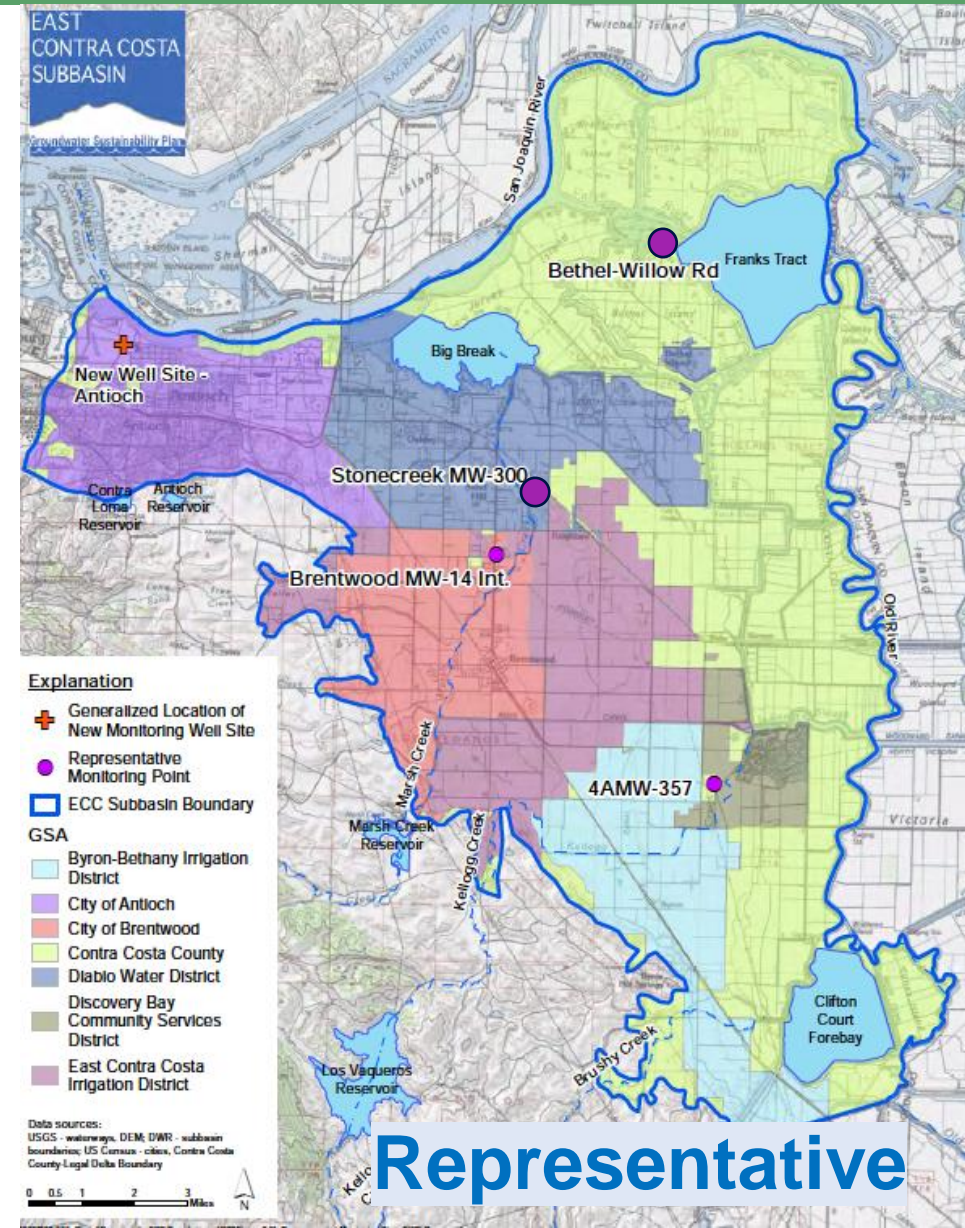 EAST
CONTRA COSTA
SUBBASIN
Groundwater Sustainability Plan
SACRAMENTO
Twitchell Island
San Joaquin River
Island
Sherman
Bethel-Willow Rd
Franks Tract
Big Break
New Well Site -
Antioch
Antioch
Stonecreek MW-300
Contra
Loma
Reservoir
Antioch
Reservoir
Brentwood MW-14 Int.
Old River
Explanation
Generalized Location of
New Monitoring Well Site
Representative
Monitoring Point
ECC Subbasin Boundary
GSA
Byron-Bethany Irrigation
District
City of Antioch
City of Brentwood
Contra Costa County
Diablo Water District
Discovery Bay
Community Services
District
East Contra Costa
Irrigation District
Marsh Creek
4AMW-357
Victoria
Marsh Creek
Reservoir
Kellogg Creek
Clifton
Court
Forebay
Brushy Creek
Los Vaqueros
Reservoir
Data sources:
USGS - waterways, DEM; DWR - subbasin
boundaries; US Census - cities, Contra Costa
County-Legal Delta Boundary
0 0.5 1 2 3
Miles
N
Representative